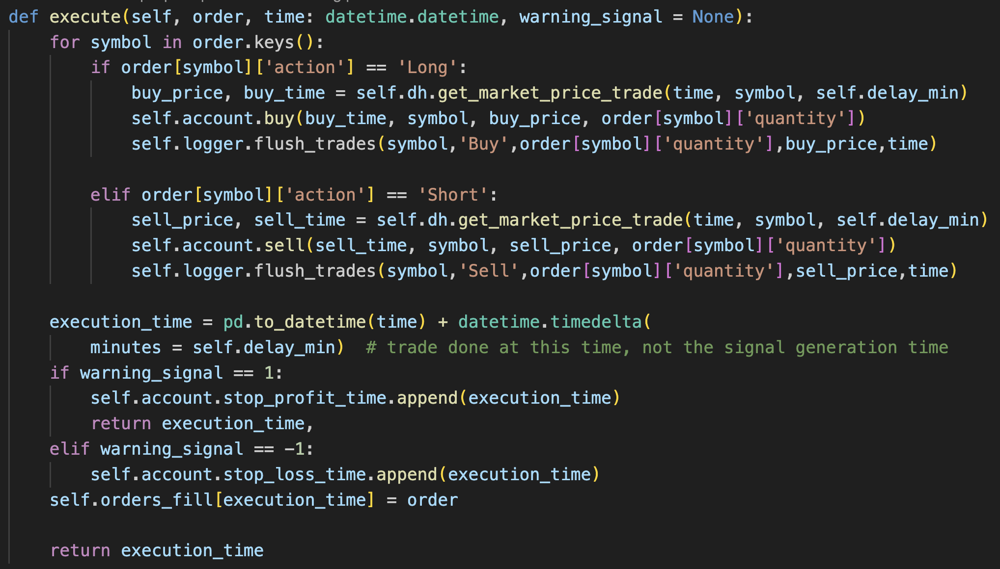 def execute(self, order, time: datetime.datetime, warning_signal = None):
    for symbol in order.keys():
        if order[symbol]['action'] == 'Long':
            buy_price, buy_time = self.dh.get_market_price_trade(time, symbol, self.delay_min)
            self.account.buy(buy_time, symbol, buy_price, order[symbol]['quantity'])
            self.logger.flush_trades(symbol,'Buy',order[symbol]['quantity'],buy_price,time)

        elif order[symbol]['action'] == 'Short':
            sell_price, sell_time = self.dh.get_market_price_trade(time, symbol, self.delay_min)
            self.account.sell(sell_time, symbol, sell_price, order[symbol]['quantity'])
            self.logger.flush_trades(symbol,'Sell',order[symbol]['quantity'],sell_price,time)

    execution_time = pd.to_datetime(time) + datetime.timedelta(
        minutes = self.delay_min)  # trade done at this time, not the signal generation time
    if warning_signal == 1:
        self.account.stop_profit_time.append(execution_time)
        return execution_time,
    elif warning_signal == -1:
        self.account.stop_loss_time.append(execution_time)
    self.orders_fill[execution_time] = order

    return execution_time